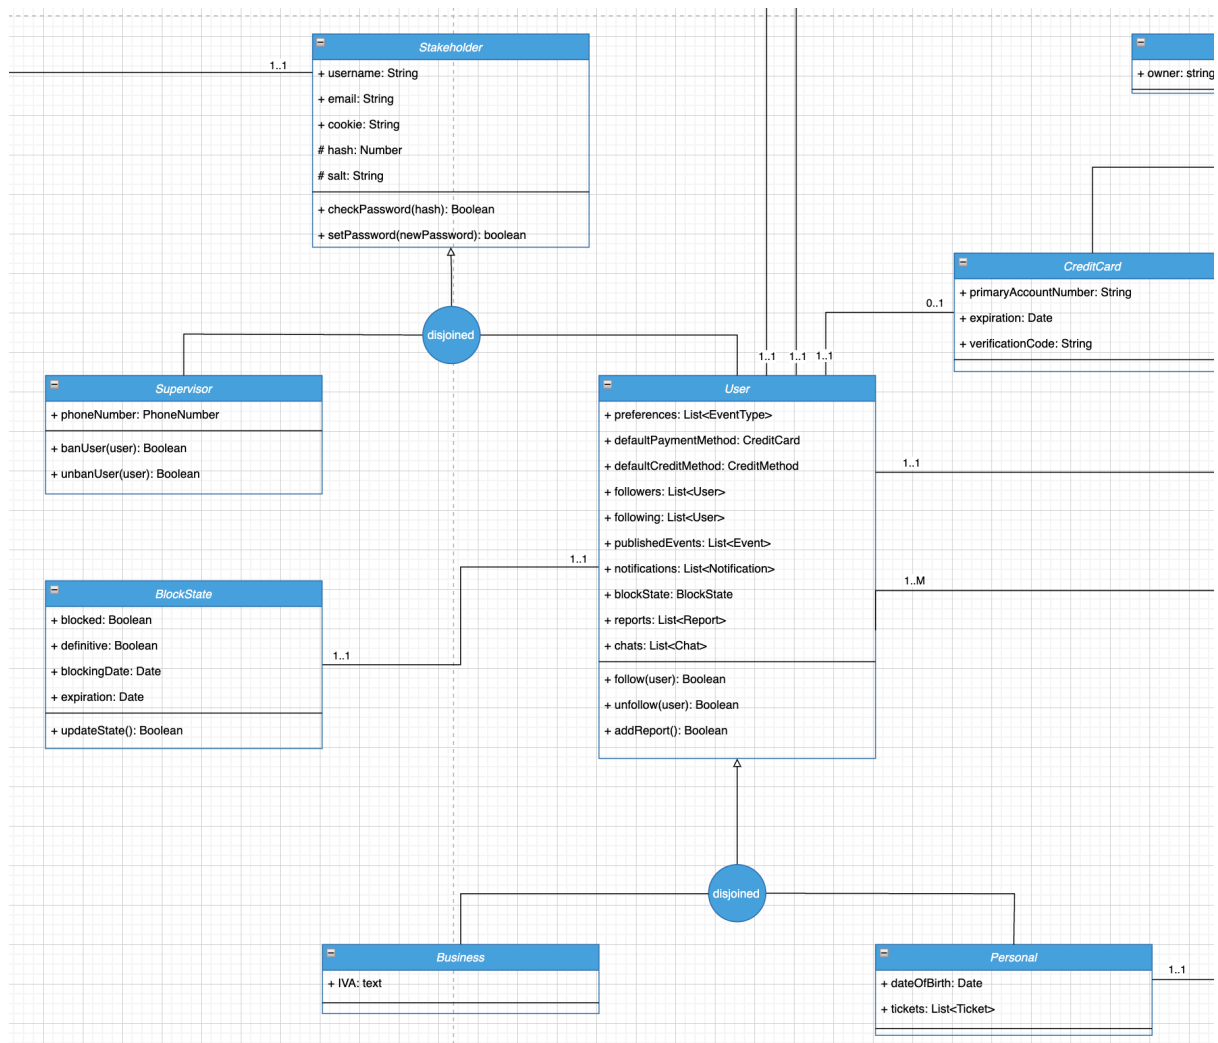 Stakeholder
1..1
+ username: String
+ email: String
+ cookie: String
# hash: Number
# salt: String
+ checkPassword(hash): Boolean
+ setPassword(newPassword): boolean
+ owner: string
CreditCard
+ primaryAccountNumber: String
+ expiration: Date
+ verificationCode: String
0..1
disjoined
1..1
1..1
1..1
Supervisor
+ phoneNumber: PhoneNumber
+ banUser(user): Boolean
+ unbanUser(user): Boolean
User
+ preferences: List<EventType>
+ defaultPaymentMethod: CreditCard
+ defaultCreditMethod: CreditMethod
+ followers: List<User>
+ following: List<User>
+ publishedEvents: List<Event>
+ notifications: List<Notification>
+ blockState: BlockState
+ reports: List<Report>
+ chats: List<Chat>
+ follow(user): Boolean
+ unfollow(user): Boolean
+ addReport(): Boolean
1..1
1..M
1..1
BlockState
+ blocked: Boolean
+ definitive: Boolean
+ blockingDate: Date
+ expiration: Date
+ updateState(): Boolean
1..1
disjoined
Business
+ IVA: text
Personal
+ dateOfBirth: Date
+ tickets: List<Ticket>
1..1